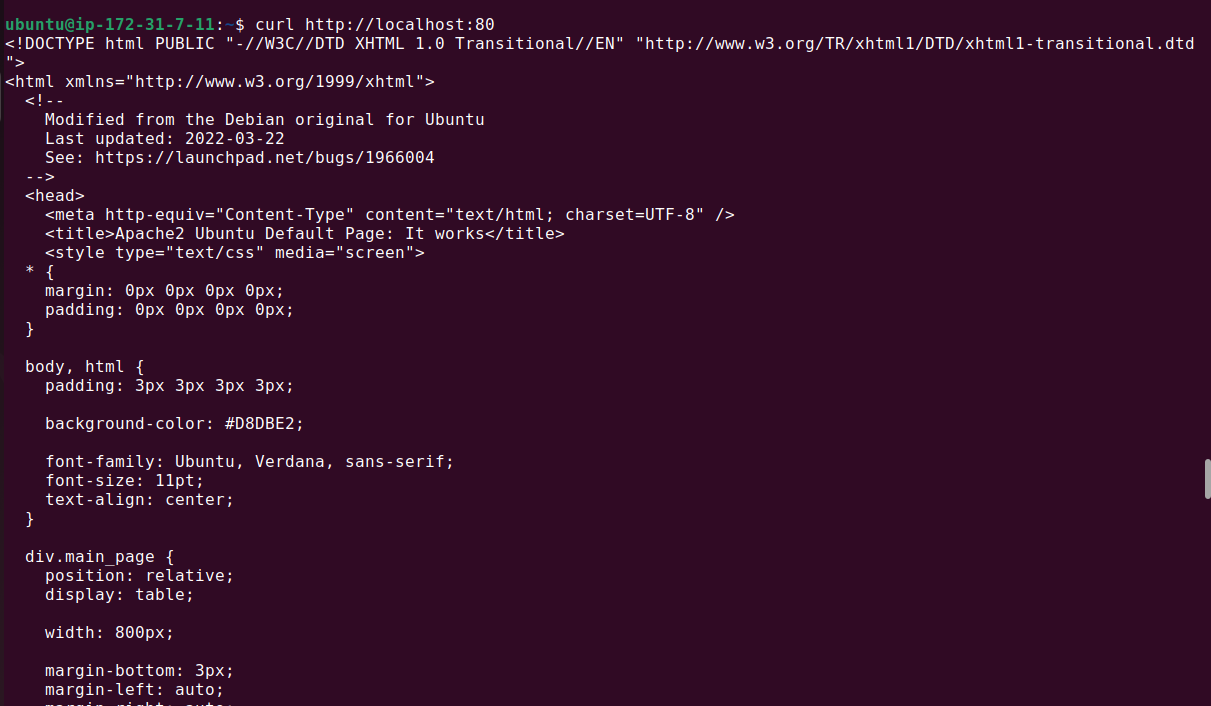 ubuntu@ip-172-31-7-11:~$ curl http://localhost:80
<!DOCTYPE html PUBLIC "-//W3C//DTD XHTML 1.0 Transitional//EN" "http://www.w3.org/TR/xhtml1/DTD/xhtml1-transitional.dtd
">
<html xmlns="http://www.w3.org/1999/xhtml">
  <!--
    Modified from the Debian original for Ubuntu
    Last updated: 2022-03-22
    See: https://launchpad.net/bugs/1966004
  -->
  <head>
    <meta http-equiv="Content-Type" content="text/html; charset=UTF-8" />
    <title>Apache2 Ubuntu Default Page: It works</title>
    <style type="text/css" media="screen">
  * {
    margin: 0px 0px 0px 0px;
    padding: 0px 0px 0px 0px;
  }

  body, html {
    padding: 3px 3px 3px 3px;

    background-color: #D8DBE2;

    font-family: Ubuntu, Verdana, sans-serif;
    font-size: 11pt;
    text-align: center;
  }

  div.main_page {
    position: relative;
    display: table;

    width: 800px;

    margin-bottom: 3px;
    margin-left: auto;
    margin-right: auto;